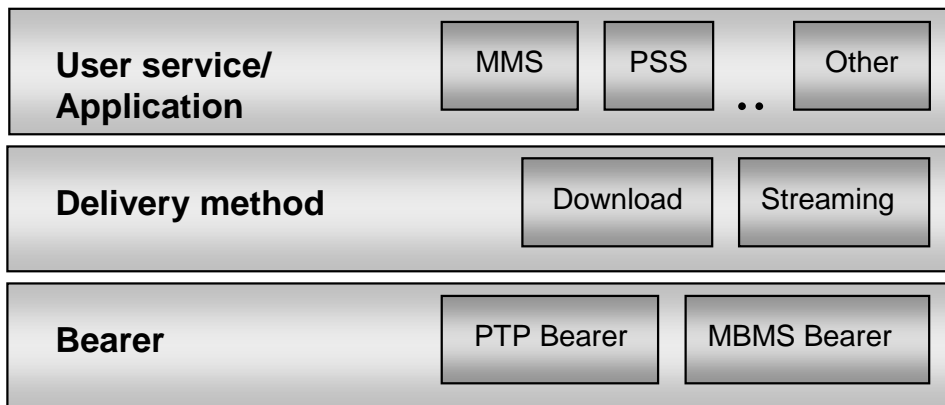 User service/
Application
MMS
PSS
..
Other
Delivery method
Download
Streaming
Bearer
PTP Bearer
MBMS Bearer